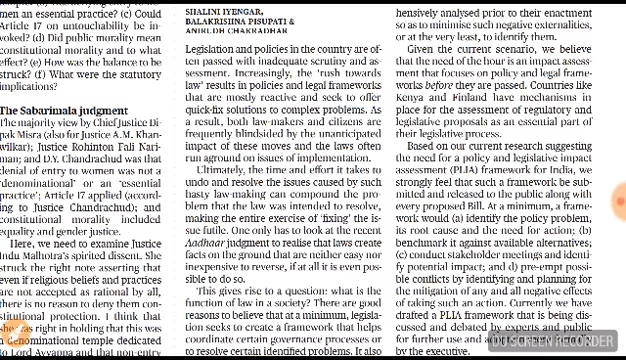 men an essential practice? (c) Could
Article 17 on untouchability be in-
voked? (d) Did public morality mean
constitutional morality and to what
effect? (e) How was the balance to be
struck? (f) What were the statutory
implications?
The Sabarimala judgment
The majority view by Chief Justice Di-
pak Misra (also for Justice A.M. Khan-
wilkar); Justice Rohinton Fali Nari-
man; and D.Y. Chandrachud was that
denial of entry to women was not a
'denominational' or an 'essential
practice'; Article 17 applied (accord-
ing to Justice Chandrachud); and
constitutional morality included
equality and gender justice.
Here, we need to examine Justice
Indu Malhotra's spirited dissent. She
struck the right note asserting that
even if religious beliefs and practices
are not accepted as rational by all,
there is no reason to deny them con-
stitutional protection. I think that
she right in holding that this was
denominational temple dedicated
to Lord Ayyappa and that non-entry
SHALINI IYENGAR,
BALAKRISHNA PISUPATI &
ANIRUDH CHAKRADHAR
Legislation and policies in the country are of-
ten passed with inadequate scrutiny and as-
sessment. Increasingly, the 'rush towards
law' results in policies and legal frameworks
that are mostly reactive and seek to offer
quick-fix solutions to complex problems. As
a result, both law-makers and citizens are
frequently blindsided by the unanticipated
impact of these moves and the laws often
run aground on issues of implementation.
Ultimately, the time and effort it takes to
undo and resolve the issues caused by such
hasty law-making can compound the pro-
blem that the law was intended to resolve,
making the entire exercise of 'fixing' the is-
sue futile. One only has to look at the recent
Aadhaar judgment to realise that laws create
facts on the ground that are neither easy nor
inexpensive to reverse, if at all it is even pos-
sible to do so.
This gives rise to a question: what is the
function of law in a society? There are good
reasons to believe that at a minimum, legisla-
tion seeks to create a framework that helps
coordinate certain governance processes or
to resolve certain identified problems. It also
hensively analysed prior to their enactment
so as to minimise such negative externalities,
or at the very least, to identify them.
Given the current scenario, we believe
that the need of the hour is an impact assess-
ment that focuses on policy and legal frame-
works before they are passed. Countries like
Kenya and Finland have mechanisms in
place for the assessment of regulatory and
legislative proposals as an essential part of
their legislative process.
Based on our current research suggesting
the need for a policy and legislative impact
assessment (PLIA) framework for India, we
strongly feel that such a framework be sub-
mitted and released to the public along with
every proposed Bill. At a minimum, a frame-
work would (a) identify the policy problem,
its root cause and the need for action; (b)
benchmark it against available alternatives;
(c) conduct stakeholder meetings and identi-
fy potential impact; and d) pre-empt possi-
ble conflicts by identifying and planning for
the mitigation of any and all negative effects
of taking such an action. Currently we have
drafted a PLIA framework that is being dis-
cussed and debated by experts and public
for further use and
by the executive.
DU SCREEN RECORDER